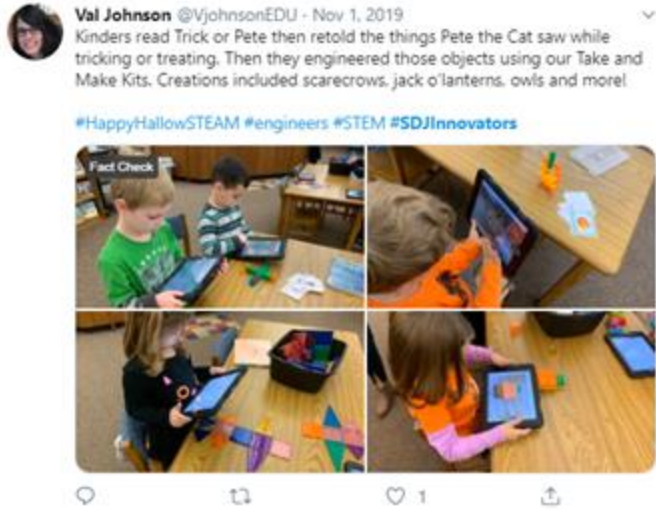 Val Johnson @VjohnsonEDU · Nov 1, 2019
Kinders read Trick or Pete then retold the things Pete the Cat saw while
tricking or treating. Then they engineered those objects using our Take and
Make Kits. Creations included scarecrows, jack o'lanterns, owls and more!
#HappyHallowSTEAM #engineers #STEM #SDJInnovators
Fact Check
1